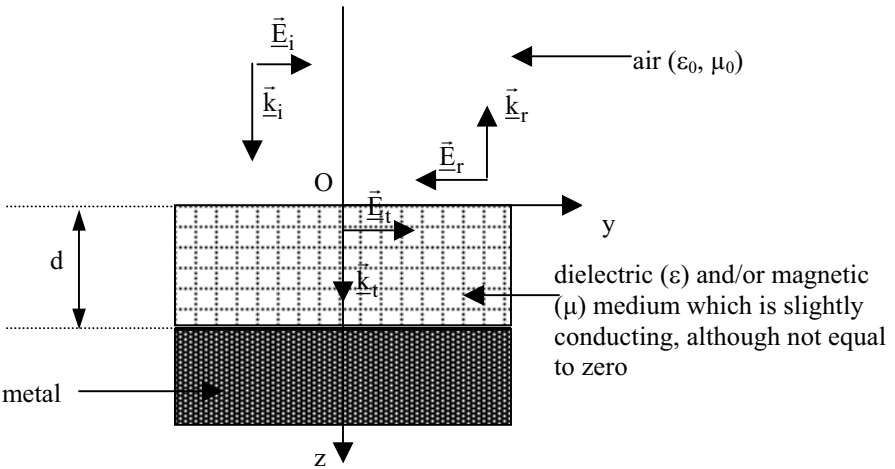 E⃗i
air (ε0, μ0)
k⃗i
k⃗r
E⃗r
O
y
E⃗t
d
k⃗t
dielectric (ε) and/or magnetic
(μ) medium which is slightly
conducting, although not equal
to zero
metal
z